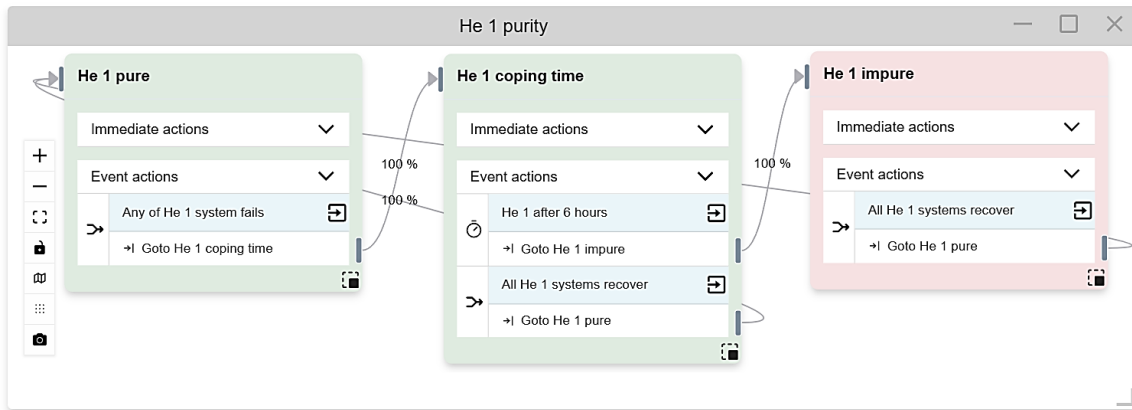 He 1 purity
He 1 pure
Immediate actions
Event actions
Any of He 1 system fails
Goto He 1 coping time
100 %
100 %
He 1 coping time
Immediate actions
Event actions
He 1 after 6 hours
Goto He 1 impure
All He 1 systems recover
Goto He 1 pure
100 %
He 1 impure
Immediate actions
Event actions
All He 1 systems recover
Goto He 1 pure